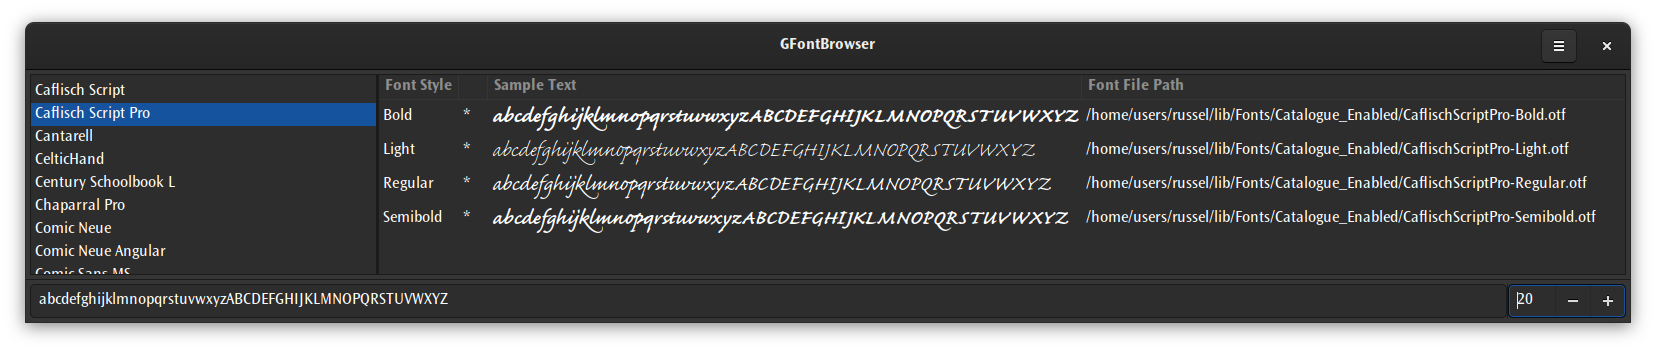 GFontBrowser
Caflisch Script
Caflisch Script Pro
Cantarell
CelticHand
Century Schoolbook L
Chaparral Pro
Comic Neue
Comic Neue Angular
Comic Sans MS
Font Style Sample Text Font File Path
Bold * abcdefghijklmnopqrstuvwxyzABCDEFGHIJKLMNOPQRSTUVWXYZ /home/users/russel/lib/Fonts/Catalogue_Enabled/CaflischScriptPro-Bold.otf
Light * abcdefghijklmnopqrstuvwxyzABCDEFGHIJKLMNOPQRSTUVWXYZ /home/users/russel/lib/Fonts/Catalogue_Enabled/CaflischScriptPro-Light.otf
Regular * abcdefghijklmnopqrstuvwxyzABCDEFGHIJKLMNOPQRSTUVWXYZ /home/users/russel/lib/Fonts/Catalogue_Enabled/CaflischScriptPro-Regular.otf
Semibold * abcdefghijklmnopqrstuvwxyzABCDEFGHIJKLMNOPQRSTUVWXYZ /home/users/russel/lib/Fonts/Catalogue_Enabled/CaflischScriptPro-Semibold.otf
abcdefghijklmnopqrstuvwxyzABCDEFGHIJKLMNOPQRSTUVWXYZ 20 − +